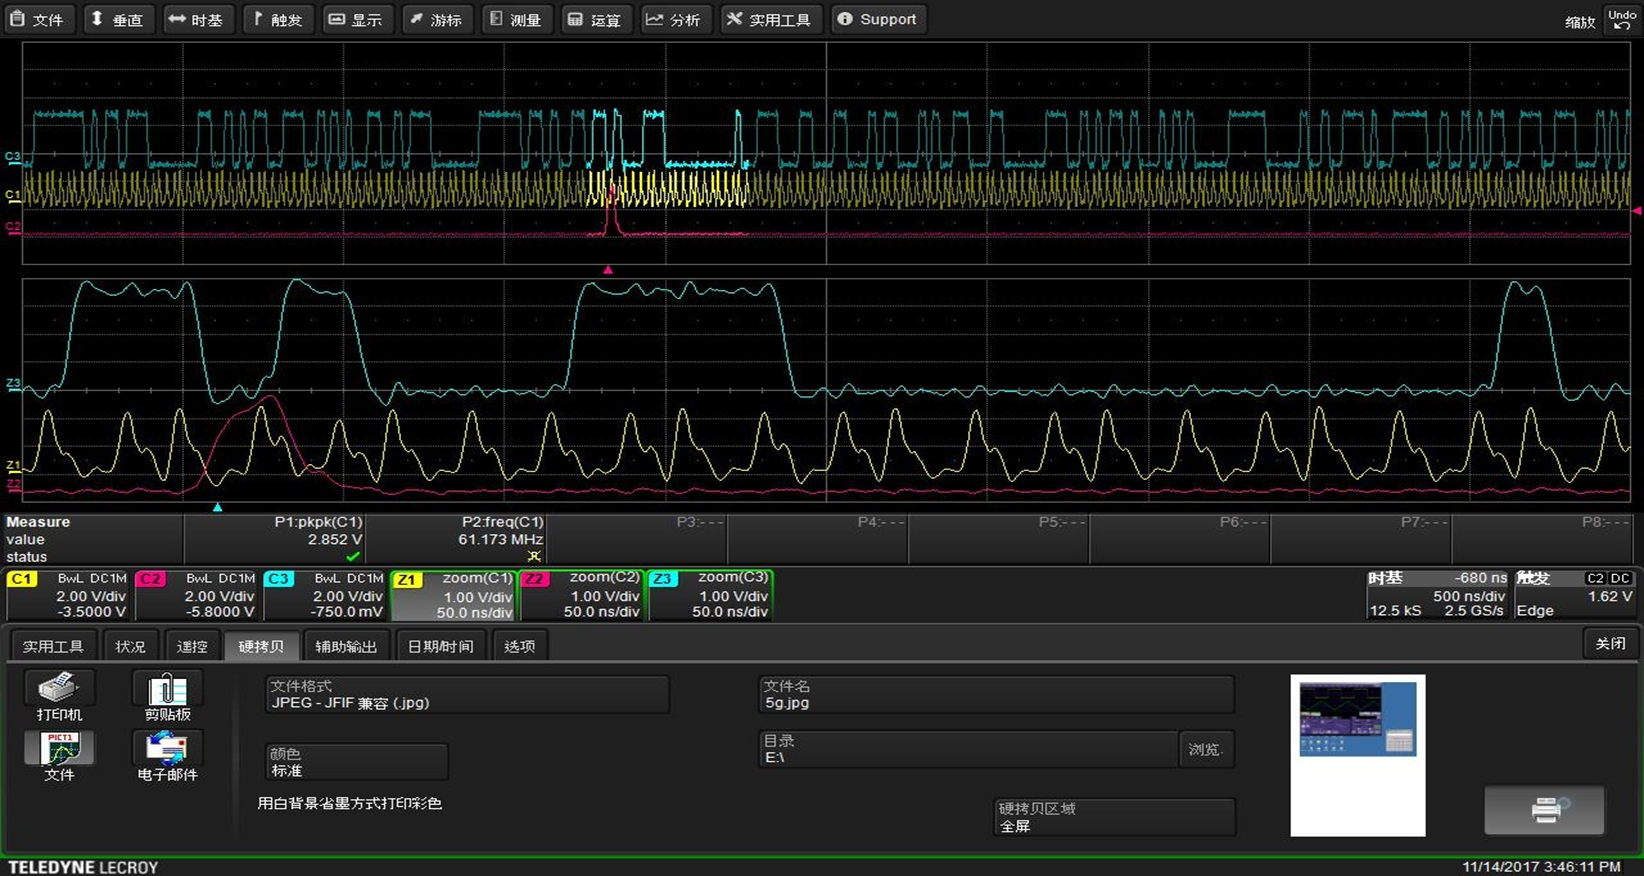 文件 垂直 时基 触发 显示 游标 测量 运算 分析 实用工具 Support 缩放 Undo
C3
C1
C2
Z3
Z1
Z2
Measure P1:pkpk(C1) P2:freq(C1) P3:--- P4:--- P5:--- P6:--- P7:--- P8:---
value 2.852 V 61.173 MHz
status
C1 BwL DC1M C2 BwL DC1M C3 BwL DC1M Z1 zoom(C1) Z2 zoom(C2) Z3 zoom(C3) 时基 -680 ns 触发 C2 DC
2.00 V/div 2.00 V/div 2.00 V/div 1.00 V/div 1.00 V/div 1.00 V/div 500 ns/div 1.62 V
-3.5000 V -5.8000 V -750.0 mV 50.0 ns/div 50.0 ns/div 50.0 ns/div 12.5 kS 2.5 GS/s Edge
实用工具 状况 遥控 硬拷贝 辅助输出 日期/时间 选项 关闭
打印机 剪贴板
PICT1
文件 电子邮件
文件格式
JPEG - JFIF 兼容 (.jpg)
颜色
标准
用白背景省墨方式打印彩色
文件名
5g.jpg
目录
E:\
浏览.
硬拷贝区域
全屏
TELEDYNE LECROY 11/14/2017 3:46:11 PM